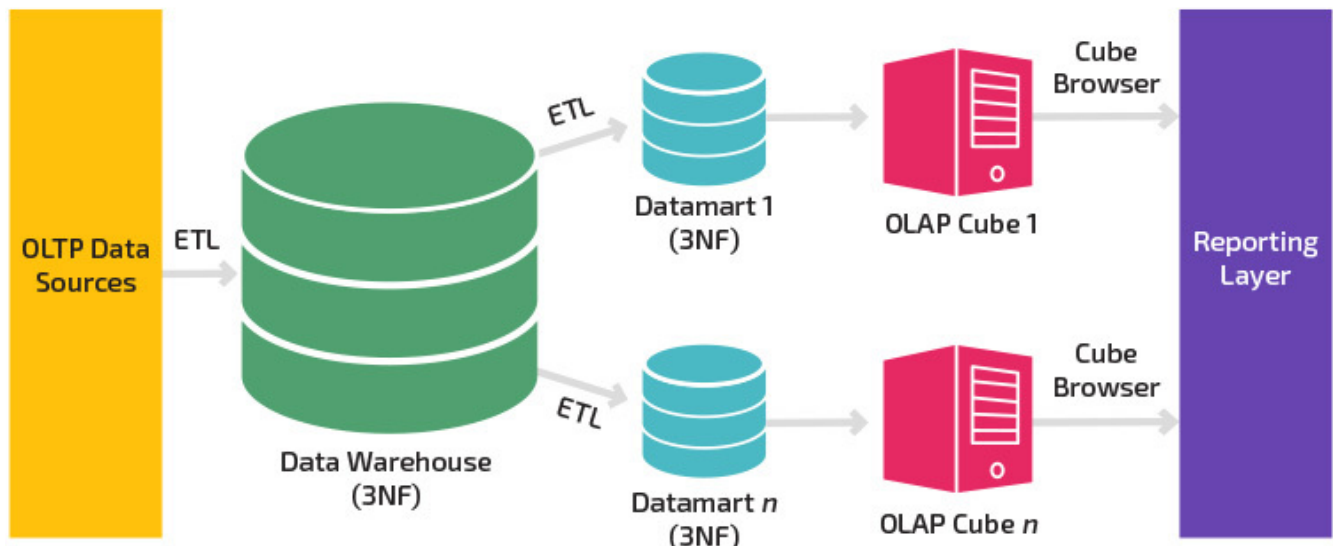 OLTP Data
Sources
ETL
Data Warehouse
(3NF)
ETL
Datamart 1
(3NF)
OLAP Cube 1
Cube
Browser
ETL
Datamart n
(3NF)
OLAP Cube n
Cube
Browser
Reporting
Layer